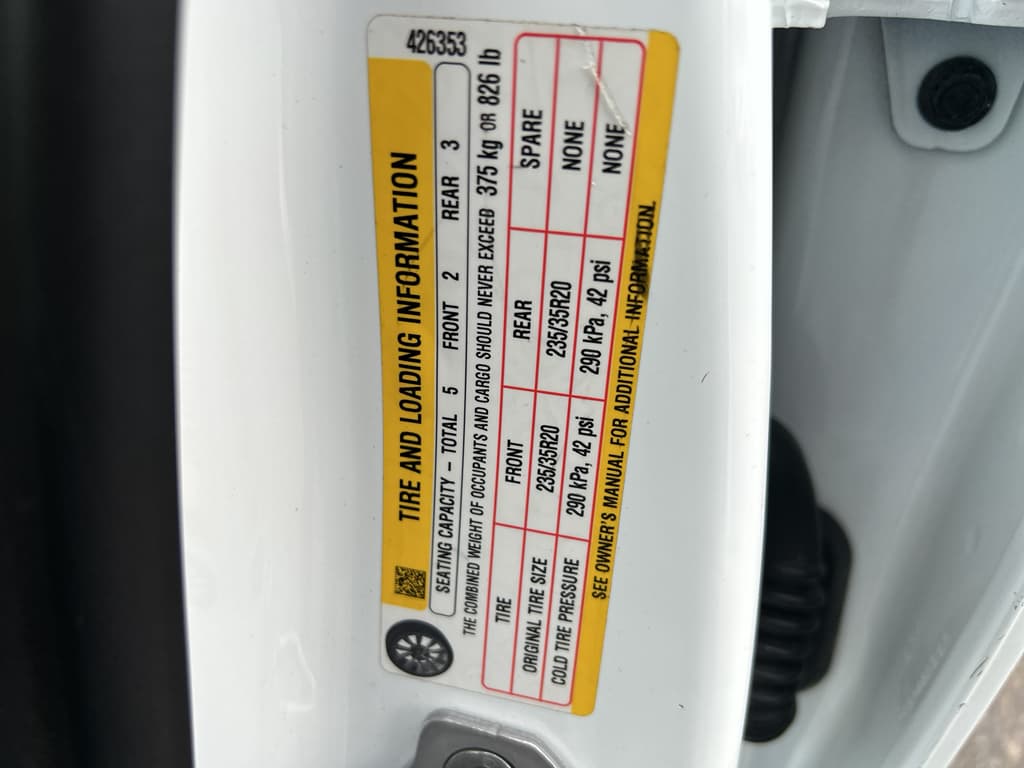 426353
TIRE AND LOADING INFORMATION
SEATING CAPACITY – TOTAL 5 FRONT 2 REAR 3
THE COMBINED WEIGHT OF OCCUPANTS AND CARGO SHOULD NEVER EXCEED 375 kg OR 826 lb
TIRE FRONT REAR SPARE
ORIGINAL TIRE SIZE 235/35R20 235/35R20 NONE
COLD TIRE PRESSURE 290 kPa, 42 psi 290 kPa, 42 psi NONE
SEE OWNER'S MANUAL FOR ADDITIONAL INFORMATION.